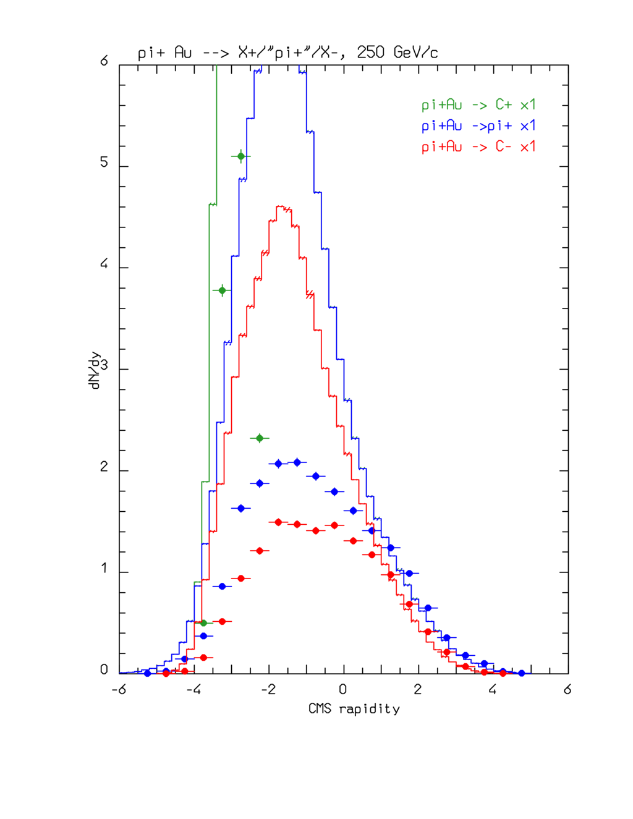 pi+ Au --> X+/"pi+"/X-, 250 GeV/c
6
pi+Au -> C+ x1
pi+Au ->pi+ x1
pi+Au -> C- x1
5
4
3
dN/dy
2
1
0
-6 -4 -2 0 2 4 6
CMS rapidity